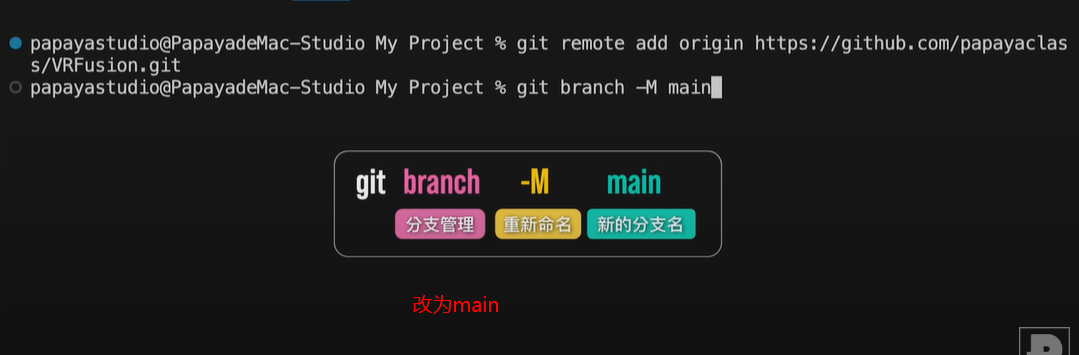 papayastudio@PapayadeMac-Studio My Project % git remote add origin https://github.com/papayaclas
s/VRFusion.git
papayastudio@PapayadeMac-Studio My Project % git branch -M main
git branch -M main
分支管理 重新命名 新的分支名
改为main